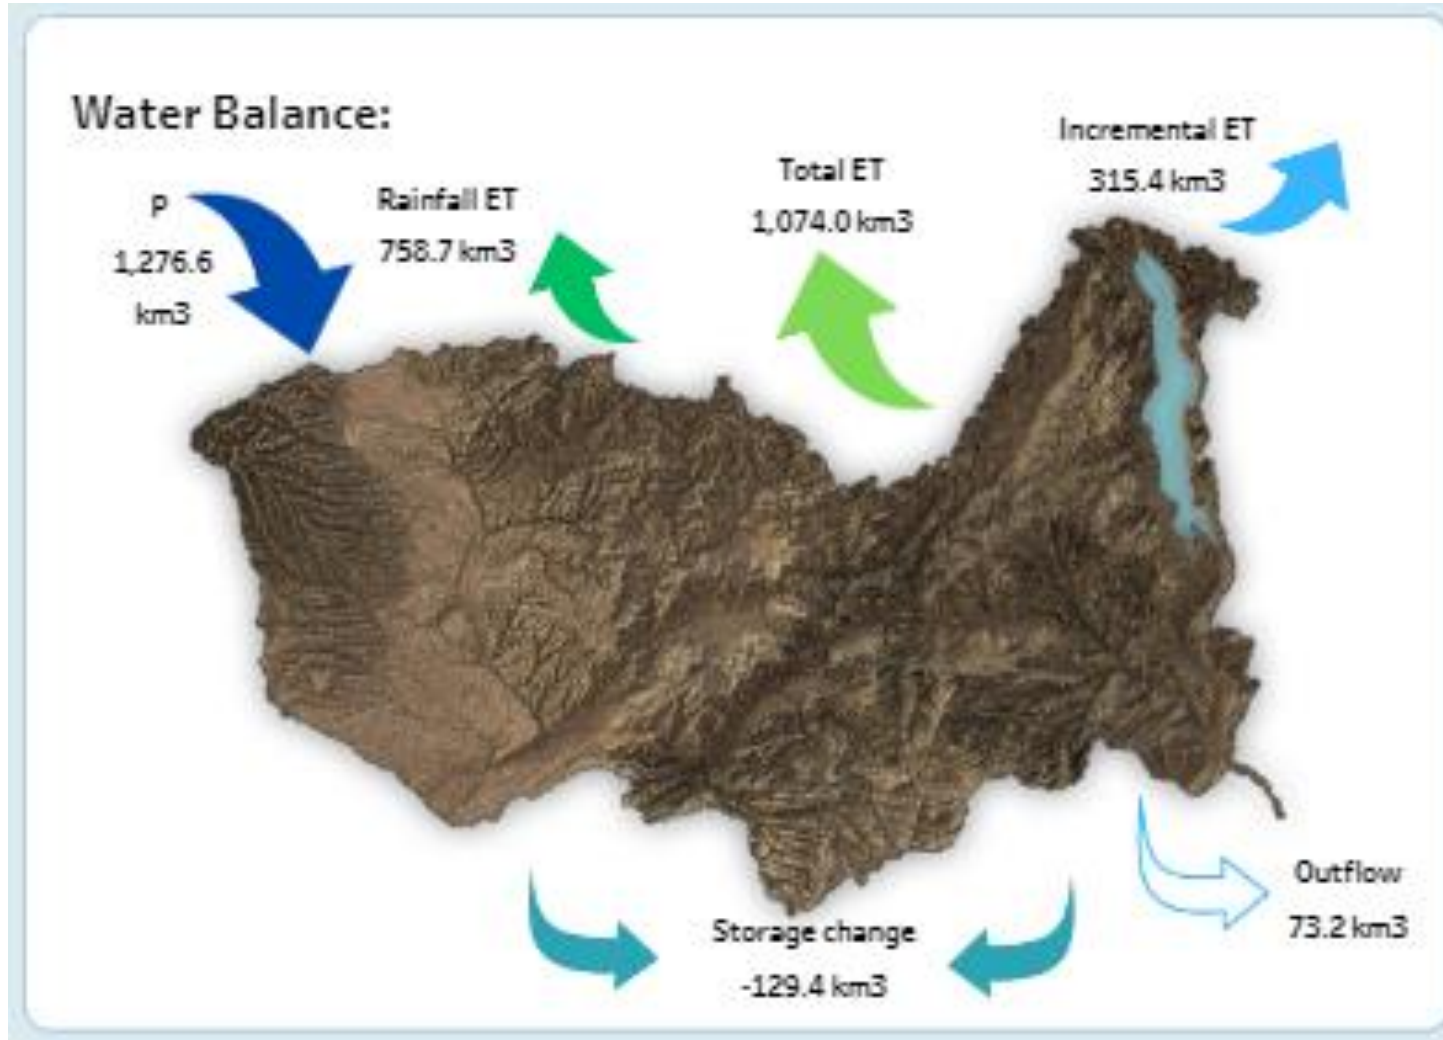 Water Balance:
P
1,276.6
km3
Rainfall ET
758.7 km3
Total ET
1,074.0 km3
Incremental ET
315.4 km3
Outflow
73.2 km3
Storage change
-129.4 km3